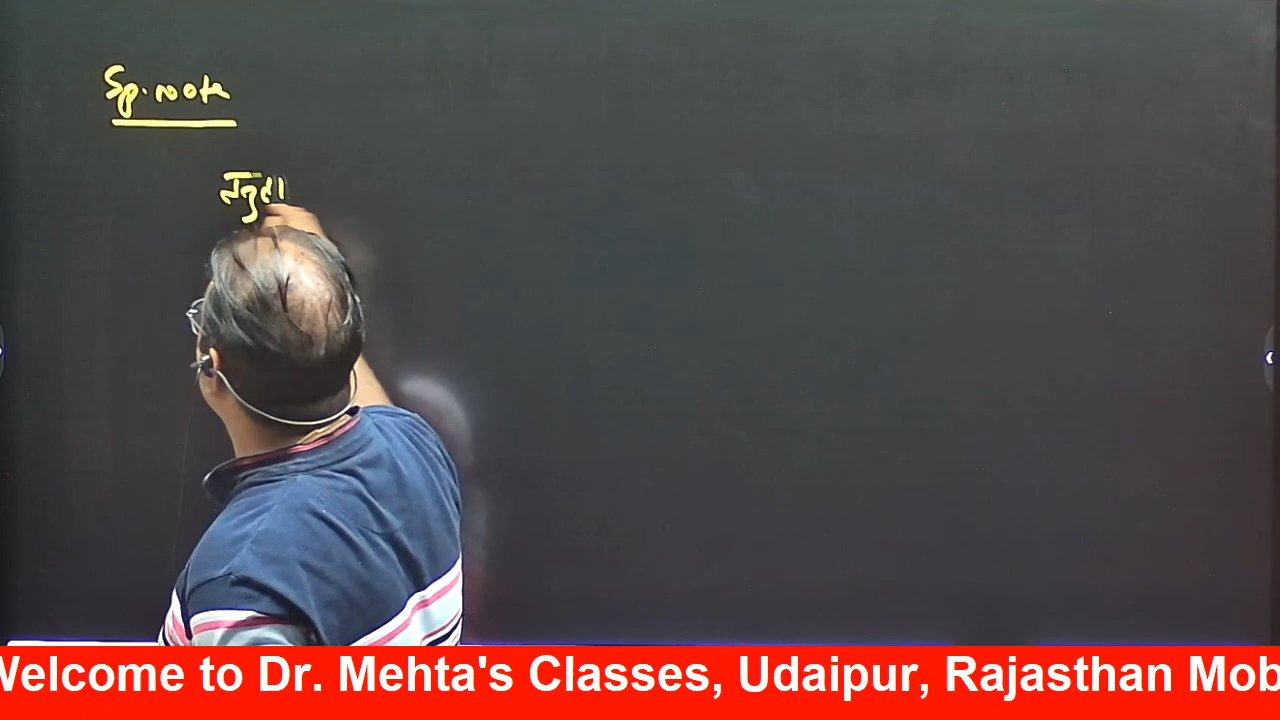 Sp. note
Welcome to Dr. Mehta's Classes, Udaipur, Rajasthan Mob